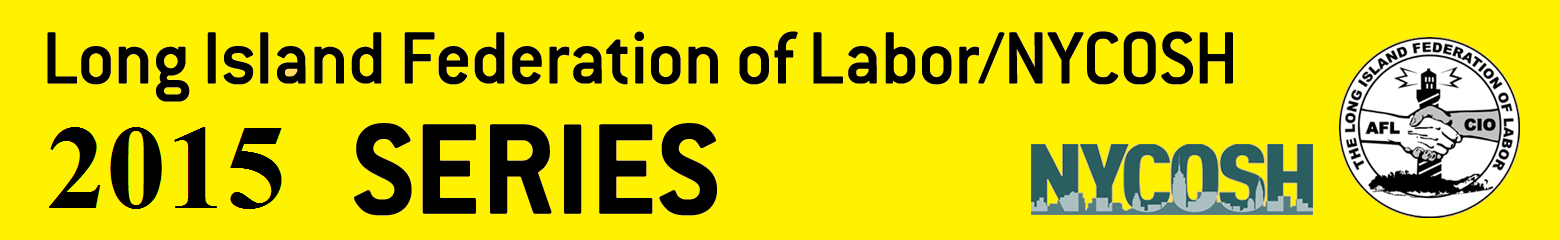 Long Island Federation of Labor/NYCOSH
2015 SERIES
NYCOSH
THE LONG ISLAND FEDERATION OF LABOR
AFL CIO